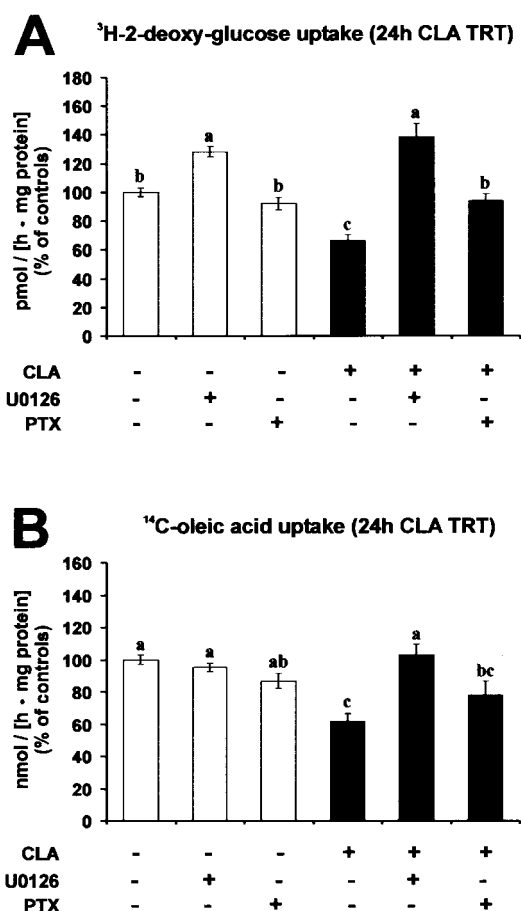 A ³H-2-deoxy-glucose uptake (24h CLA TRT)
pmol / [h - mg protein]
(% of controls)
180
160
140
120
100
80
60
40
20
0
b
a
b
c
a
b
CLA - - - + + +
U0126 - + - - + -
PTX - - + - - +
B ¹⁴C-oleic acid uptake (24h CLA TRT)
nmol / [h - mg protein]
(% of controls)
160
140
120
100
80
60
40
20
0
a
a
ab
c
a
bc
CLA - - - + + +
U0126 - + - - + -
PTX - - + - - +